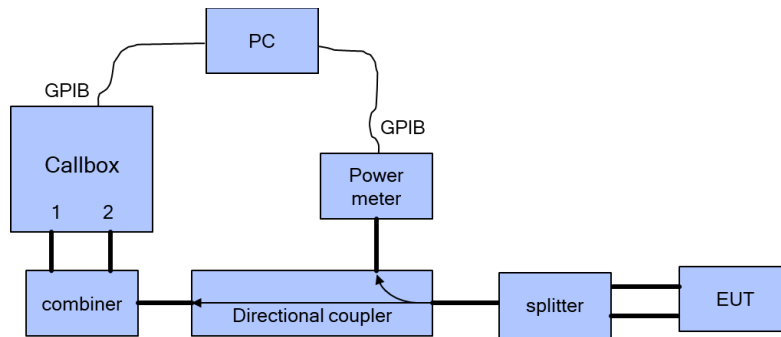 PC
GPIB
GPIB
Callbox
1 2
Power
meter
combiner
Directional coupler
splitter
EUT